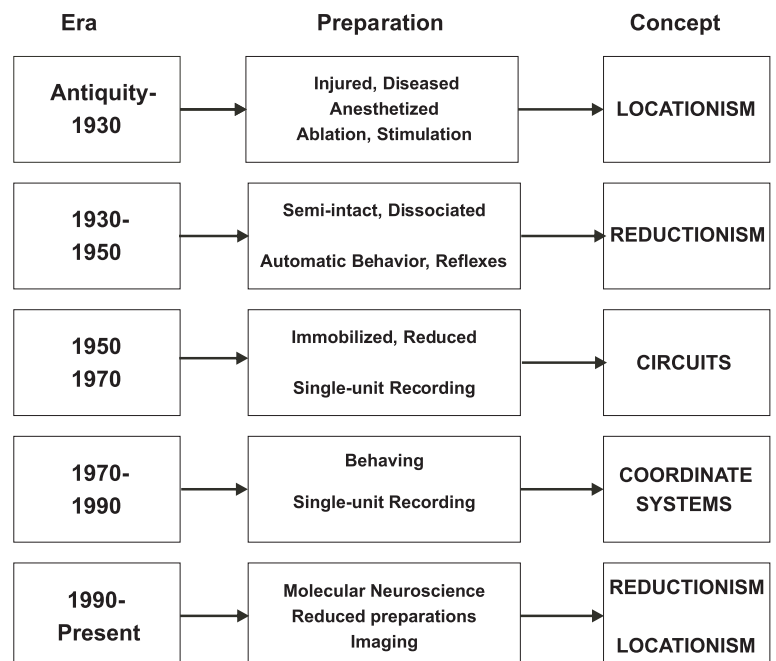 Era Preparation Concept
Antiquity-
1930
Injured, Diseased
Anesthetized
Ablation, Stimulation
LOCATIONISM
1930-
1950
Semi-intact, Dissociated
Automatic Behavior, Reflexes
REDUCTIONISM
1950
1970
Immobilized, Reduced
Single-unit Recording
CIRCUITS
1970-
1990
Behaving
Single-unit Recording
COORDINATE
SYSTEMS
1990-
Present
Molecular Neuroscience
Reduced preparations
Imaging
REDUCTIONISM
LOCATIONISM